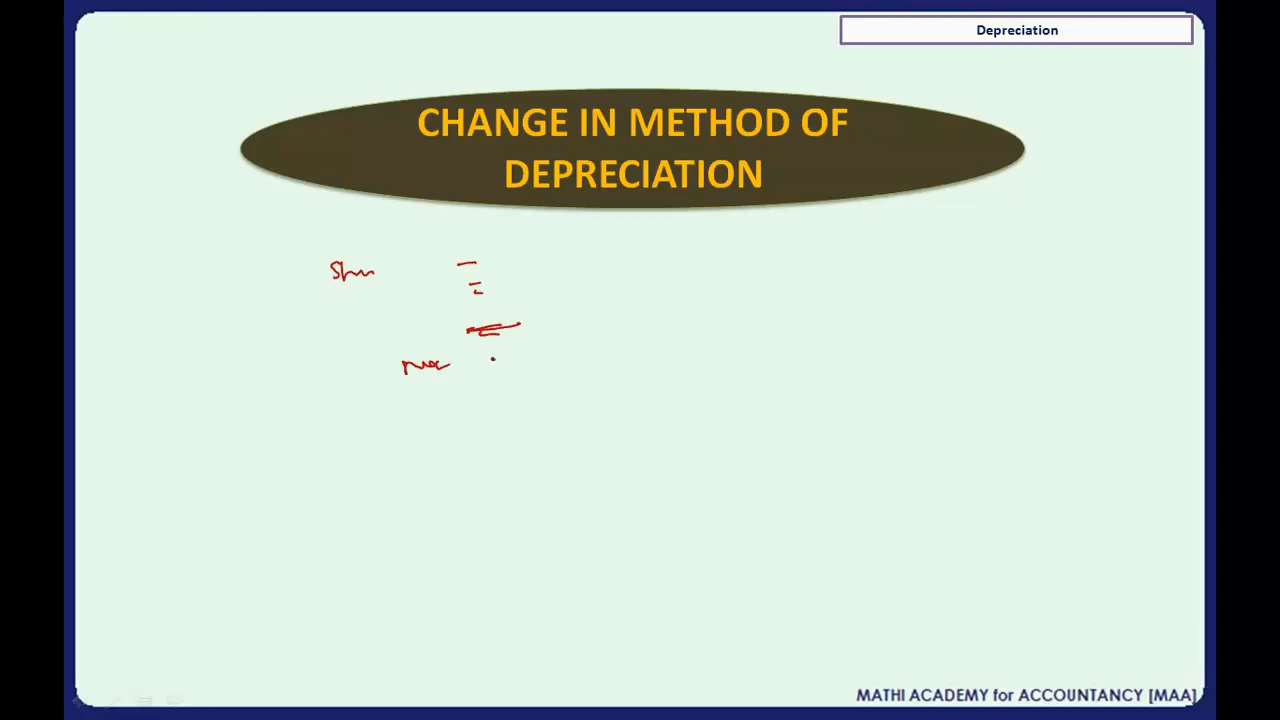 Depreciation
CHANGE IN METHOD OF
DEPRECIATION
MATHI ACADEMY for ACCOUNTANCY [MAA]